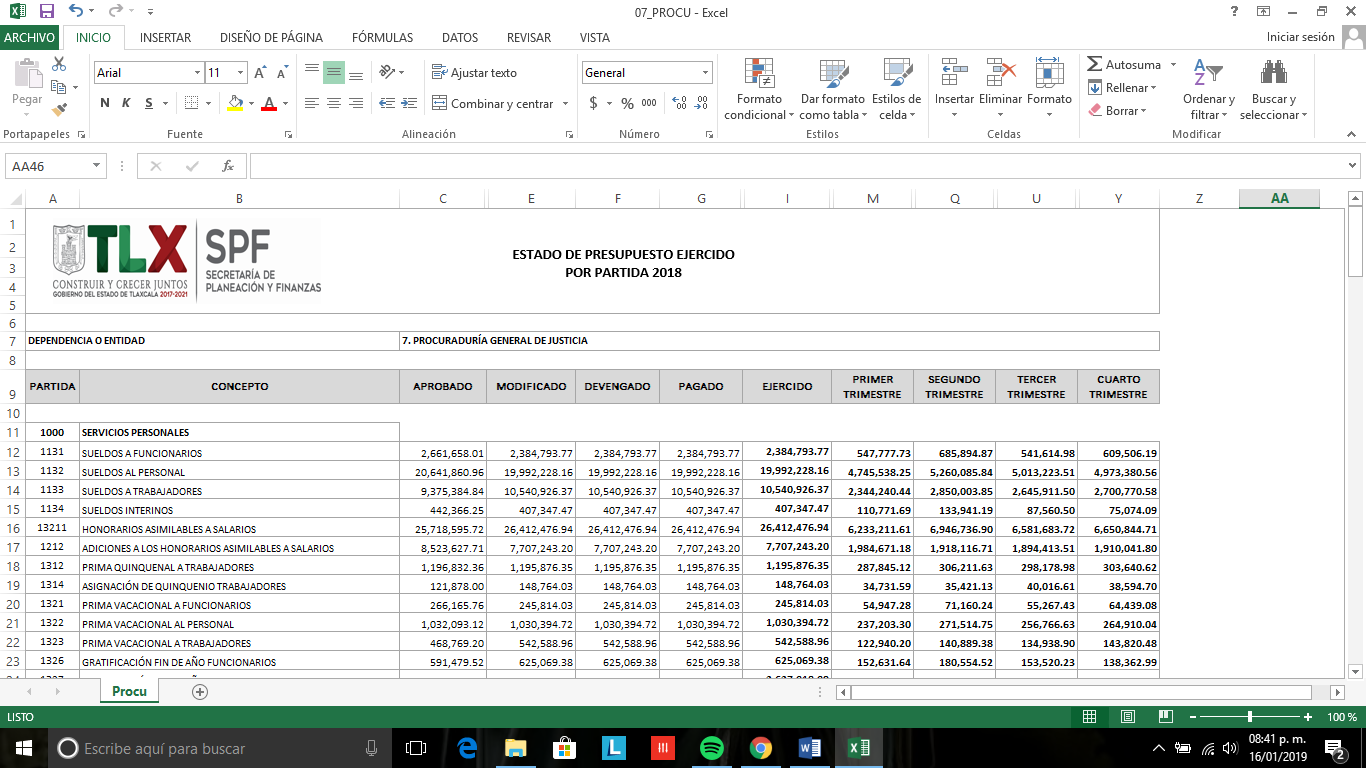 07_PROCU - Excel
ARCHIVO INICIO INSERTAR DISEÑO DE PÁGINA FÓRMULAS DATOS REVISAR VISTA Iniciar sesión
Pegar Arial 11 Ajustar texto General Autosuma
N K S Combinar y centrar $ % 000 Formato condicional Dar formato como tabla Estilos de celda Insertar Eliminar Formato Rellenar Borrar Ordenar y filtrar Buscar y seleccionar
Portapapeles Fuente Alineación Número Estilos Celdas Modificar
AA46 fx
A B C E F G I M Q U Y Z AA
1
2
3
4
5
TLX SPF
SECRETARÍA DE
PLANEACIÓN Y FINANZAS
CONSTRUIR Y CRECER JUNTOS
GOBIERNO DEL ESTADO DE TLAXCALA 2017-2021
ESTADO DE PRESUPUESTO EJERCIDO
POR PARTIDA 2018
6
7 DEPENDENCIA O ENTIDAD 7. PROCURADURÍA GENERAL DE JUSTICIA
8
9 PARTIDA CONCEPTO APROBADO MODIFICADO DEVENGADO PAGADO EJERCIDO PRIMER TRIMESTRE SEGUNDO TRIMESTRE TERCER TRIMESTRE CUARTO TRIMESTRE
10
11 1000 SERVICIOS PERSONALES
12 1131 SUELDOS A FUNCIONARIOS 2,661,658.01 2,384,793.77 2,384,793.77 2,384,793.77 2,384,793.77 547,777.73 685,894.87 541,614.98 609,506.19
13 1132 SUELDOS AL PERSONAL 20,641,860.96 19,992,228.16 19,992,228.16 19,992,228.16 19,992,228.16 4,745,538.25 5,260,085.84 5,013,223.51 4,973,380.56
14 1133 SUELDOS A TRABAJADORES 9,375,384.84 10,540,926.37 10,540,926.37 10,540,926.37 10,540,926.37 2,344,240.44 2,850,003.85 2,645,911.50 2,700,770.58
15 1134 SUELDOS INTERINOS 442,366.25 407,347.47 407,347.47 407,347.47 407,347.47 110,771.69 133,941.19 87,560.50 75,074.09
16 13211 HONORARIOS ASIMILABLES A SALARIOS 25,718,595.72 26,412,476.94 26,412,476.94 26,412,476.94 26,412,476.94 6,233,211.61 6,946,736.90 6,581,683.72 6,650,844.71
17 1212 ADICIONES A LOS HONORARIOS ASIMILABLES A SALARIOS 8,523,627.71 7,707,243.20 7,707,243.20 7,707,243.20 7,707,243.20 1,984,671.18 1,918,116.71 1,894,413.51 1,910,041.80
18 1312 PRIMA QUINQUENAL A TRABAJADORES 1,196,832.36 1,195,876.35 1,195,876.35 1,195,876.35 1,195,876.35 287,845.12 306,211.63 298,178.98 303,640.62
19 1314 ASIGNACIÓN DE QUINQUENIO TRABAJADORES 121,878.00 148,764.03 148,764.03 148,764.03 148,764.03 34,731.59 35,421.13 40,016.61 38,594.70
20 1321 PRIMA VACACIONAL A FUNCIONARIOS 266,165.76 245,814.03 245,814.03 245,814.03 245,814.03 54,947.28 71,160.24 55,267.43 64,439.08
21 1322 PRIMA VACACIONAL AL PERSONAL 1,032,093.12 1,030,394.72 1,030,394.72 1,030,394.72 1,030,394.72 237,203.30 271,514.75 256,766.63 264,910.04
22 1323 PRIMA VACACIONAL A TRABAJADORES 468,769.20 542,588.96 542,588.96 542,588.96 542,588.96 122,940.20 140,889.38 134,938.90 143,820.48
23 1326 GRATIFICACIÓN FIN DE AÑO FUNCIONARIOS 591,479.52 625,069.38 625,069.38 625,069.38 625,069.38 152,631.64 180,554.52 153,520.23 138,362.99
Procu
LISTO 100 %
Escribe aquí para buscar 08:41 p. m.
16/01/2019 2